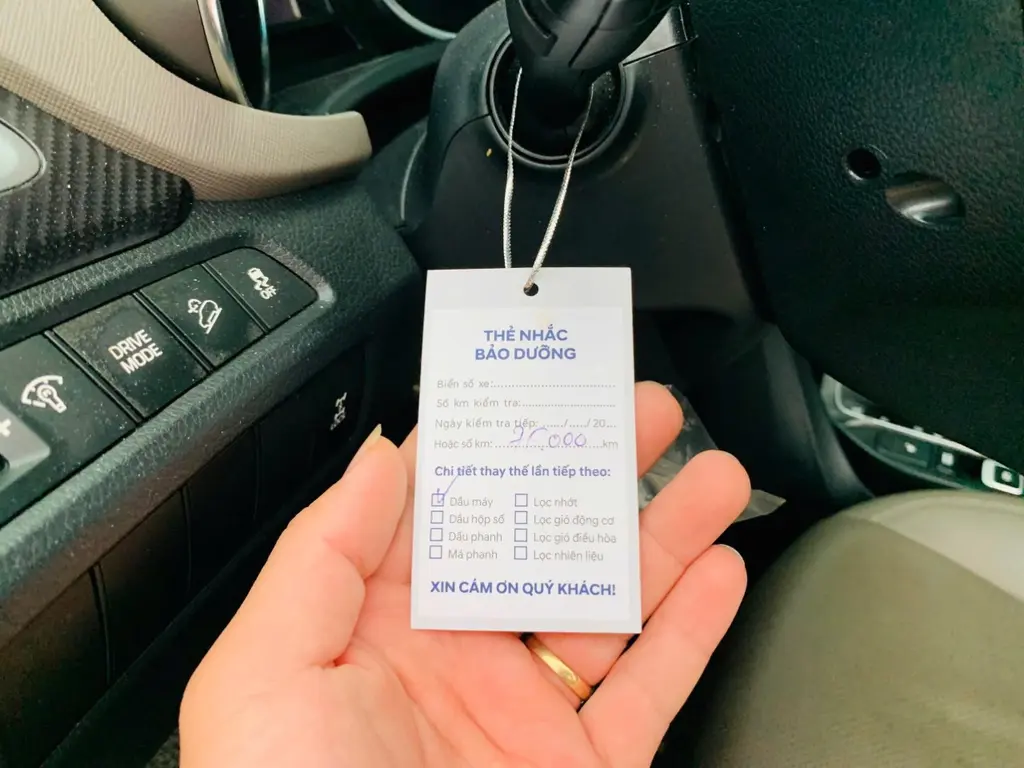 DRIVE
MODE
THẺ NHẮC
BẢO DƯỠNG
Biển số xe:
Số km kiểm tra:
Ngày kiểm tra tiếp: ..../..../ 20...
Hoặc số km: 000 km
Chi tiết thay thế lần tiếp theo:
Dầu máy Lọc nhớt
Dầu hộp số Lọc gió động cơ
Dầu phanh Lọc gió điều hòa
Má phanh Lọc nhiên liệu
XIN CẢM ƠN QUÝ KHÁCH!